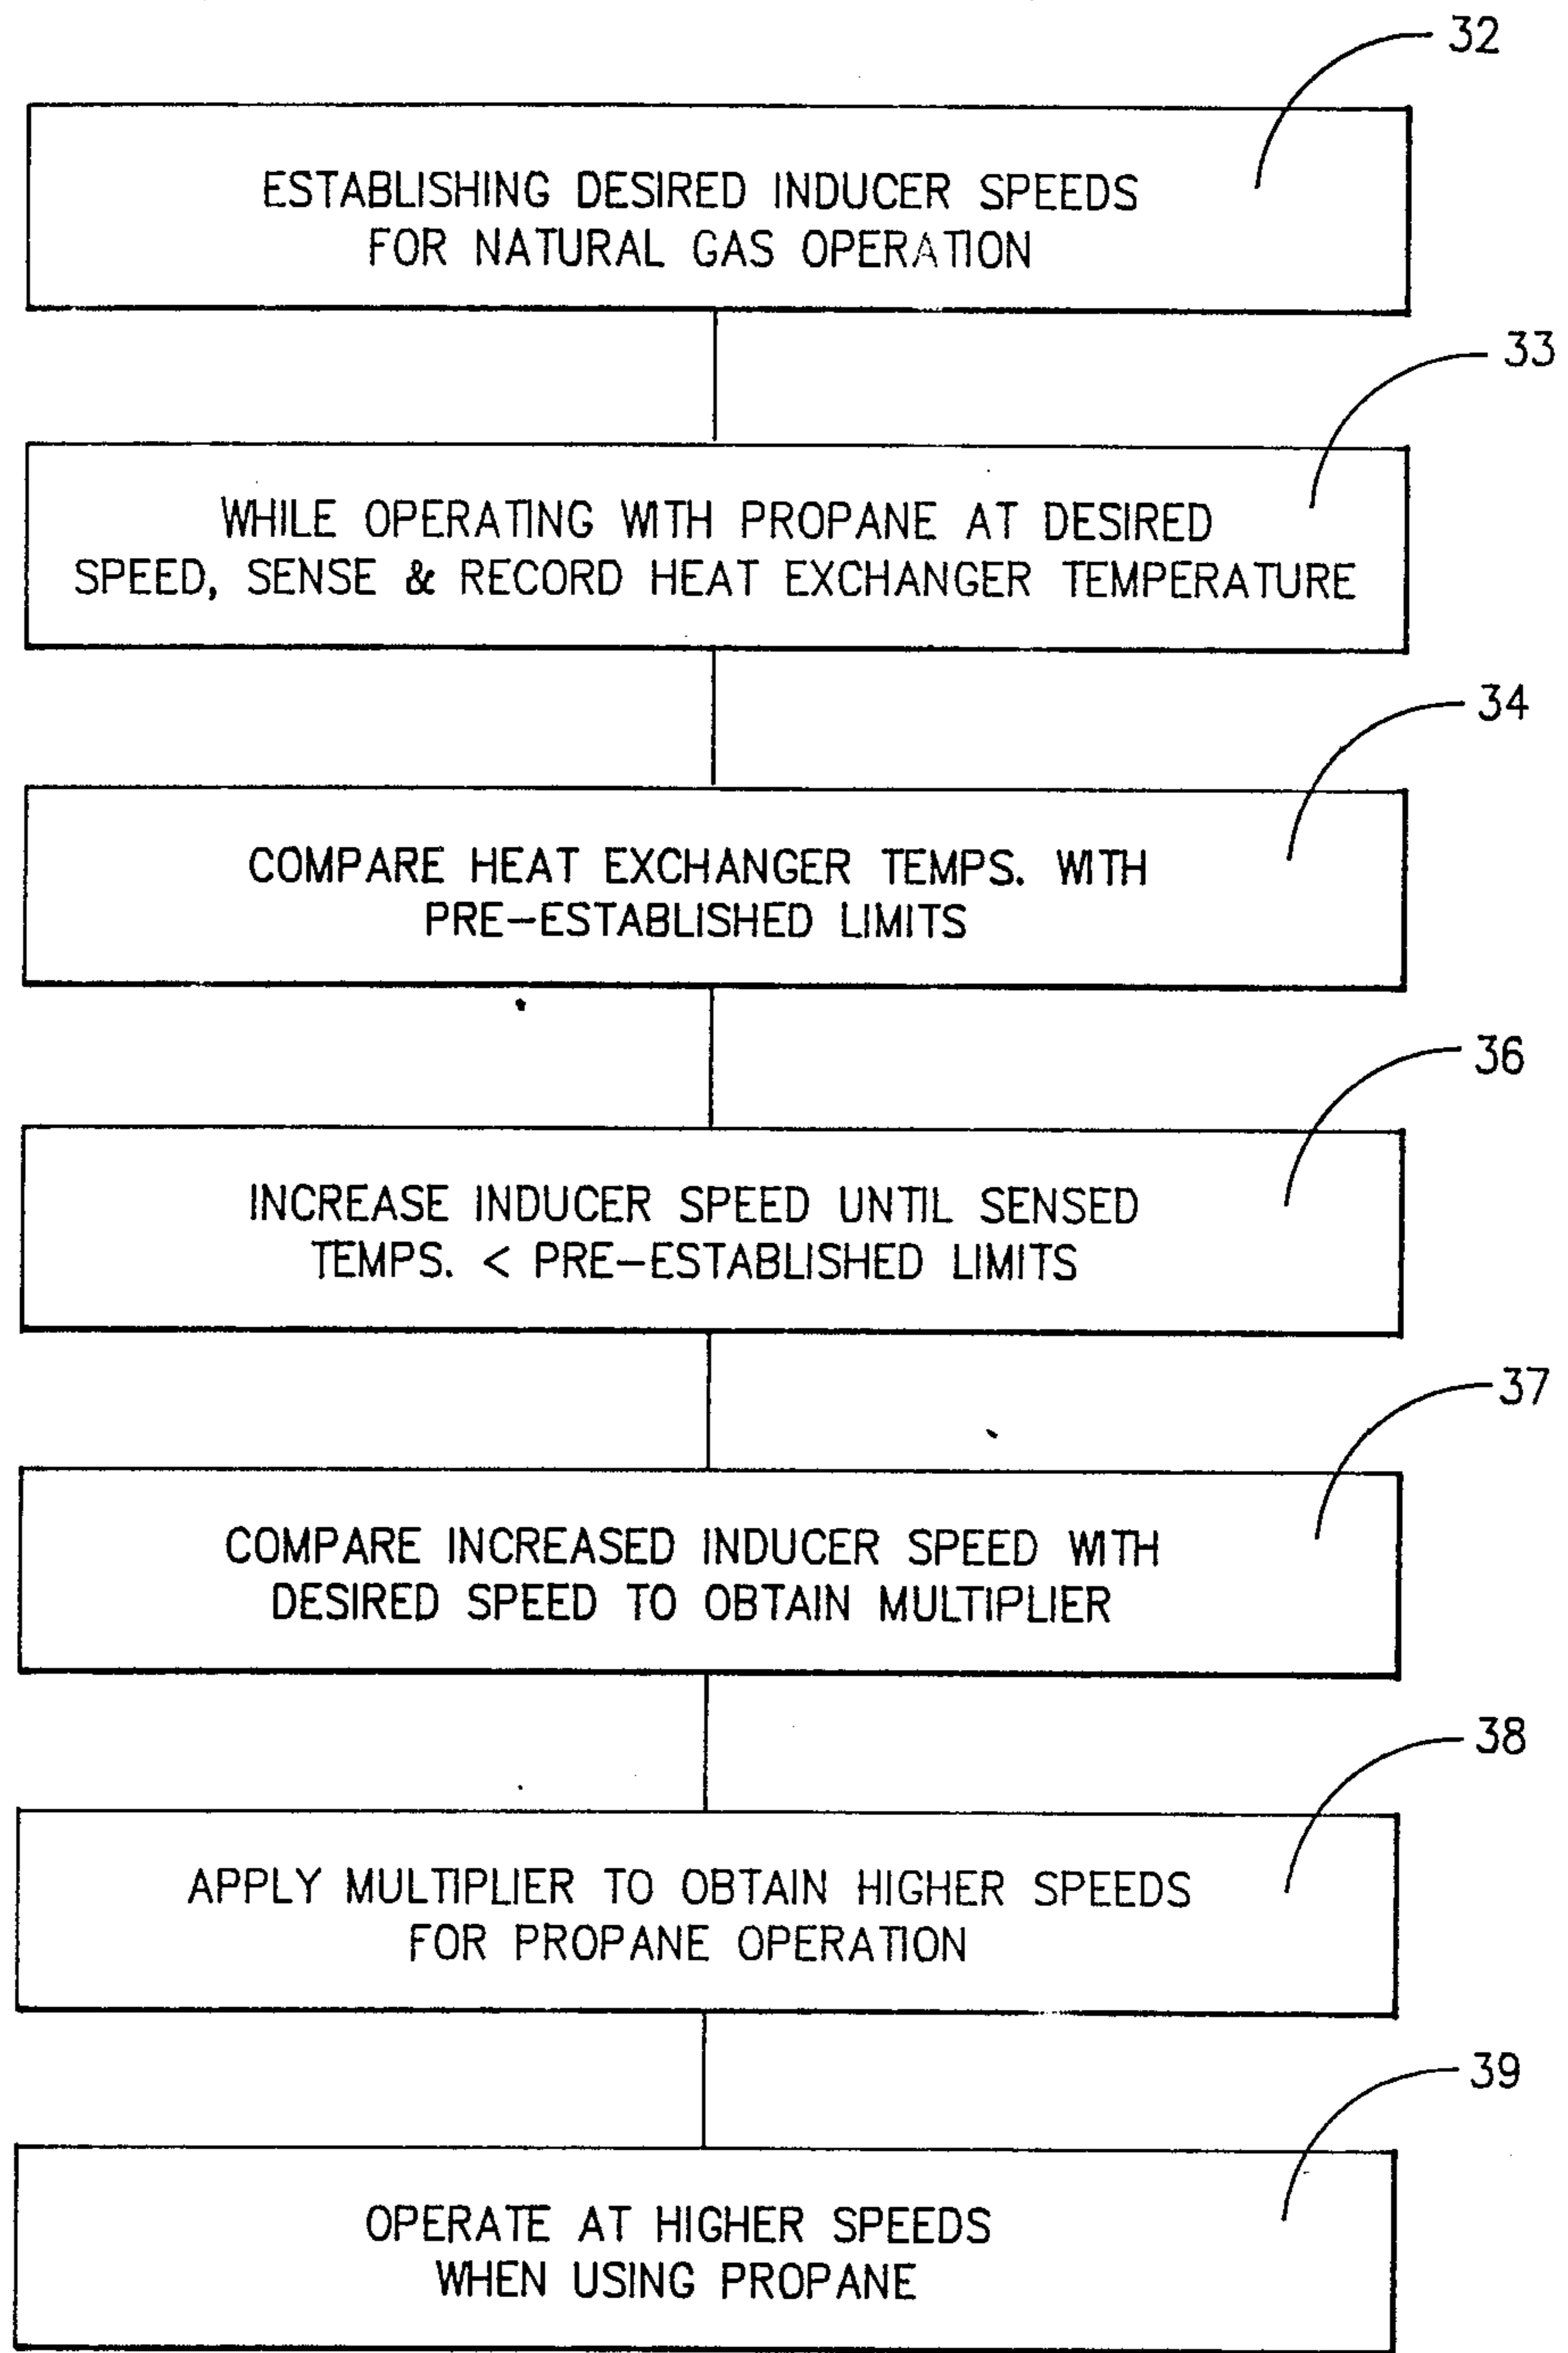 32
ESTABLISHING DESIRED INDUCER SPEEDS
FOR NATURAL GAS OPERATION
33
WHILE OPERATING WITH PROPANE AT DESIRED
SPEED, SENSE & RECORD HEAT EXCHANGER TEMPERATURE
34
COMPARE HEAT EXCHANGER TEMPS. WITH
PRE-ESTABLISHED LIMITS
36
INCREASE INDUCER SPEED UNTIL SENSED
TEMPS. < PRE-ESTABLISHED LIMITS
37
COMPARE INCREASED INDUCER SPEED WITH
DESIRED SPEED TO OBTAIN MULTIPLIER
38
APPLY MULTIPLIER TO OBTAIN HIGHER SPEEDS
FOR PROPANE OPERATION
39
OPERATE AT HIGHER SPEEDS
WHEN USING PROPANE